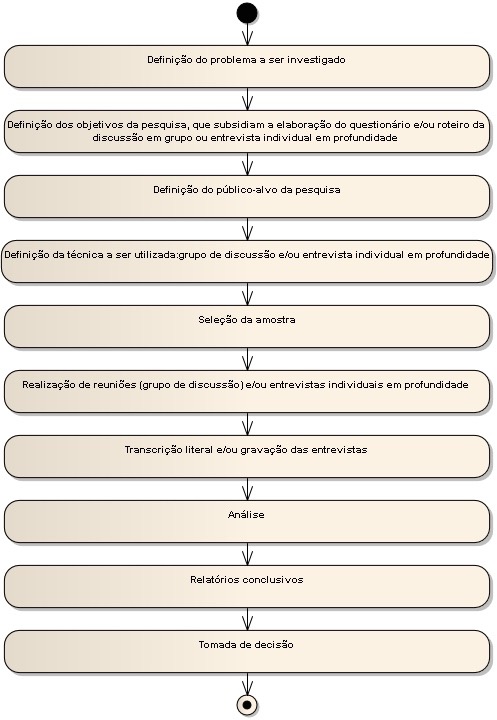 Definição do problema a ser investigado
Definição dos objetivos da pesquisa, que subsidiam a elaboração do questionário e/ou roteiro da
discussão em grupo ou entrevista individual em profundidade
Definição do público-alvo da pesquisa
Definição da técnica a ser utilizada:grupo de discussão e/ou entrevista individual em profundidade
Seleção da amostra
Realização de reuniões (grupo de discussão) e/ou entrevistas individuais em profundidade
Transcrição literal e/ou gravação das entrevistas
Análise
Relatórios conclusivos
Tomada de decisão